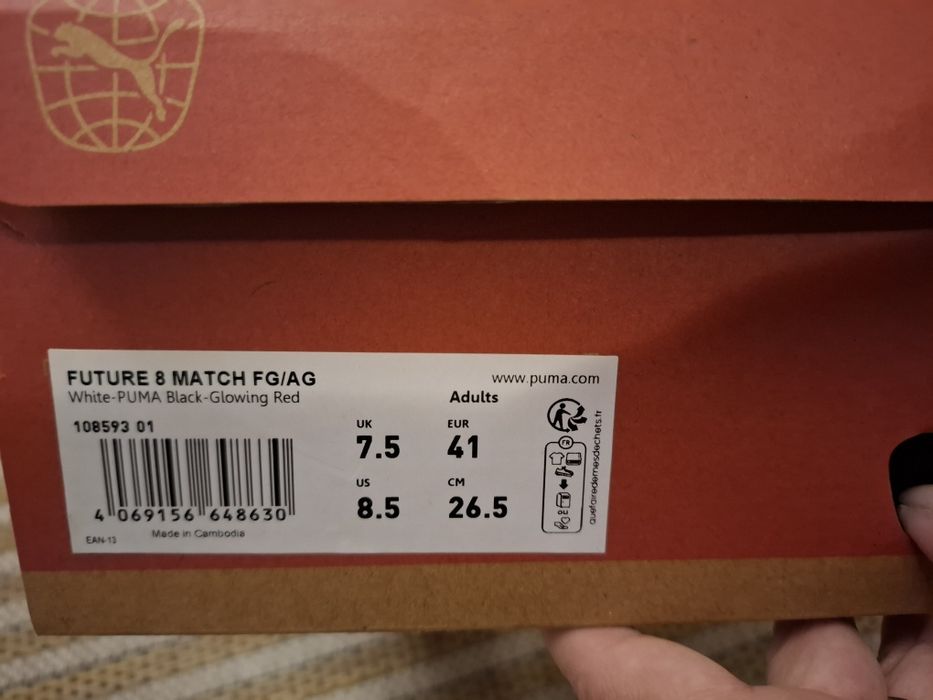 FUTURE 8 MATCH FG/AG
www.puma.com
White-PUMA Black-Glowing Red
Adults
108593 01
UK
7.5
EUR
41
US
8.5
CM
26.5
4 069156 648630
EAN-13
Made in Cambodia
FR
OU
quefairedemesdechets.fr